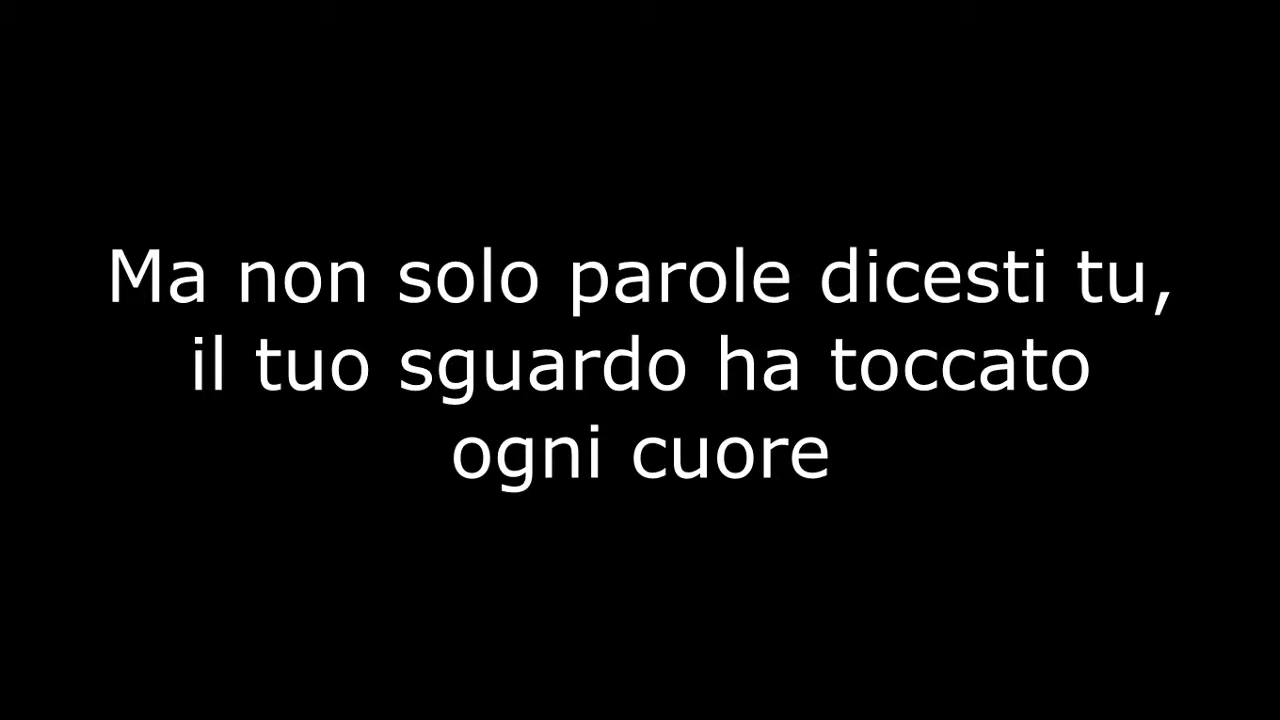 Ma non solo parole dicesti tu,
il tuo sguardo ha toccato
ogni cuore